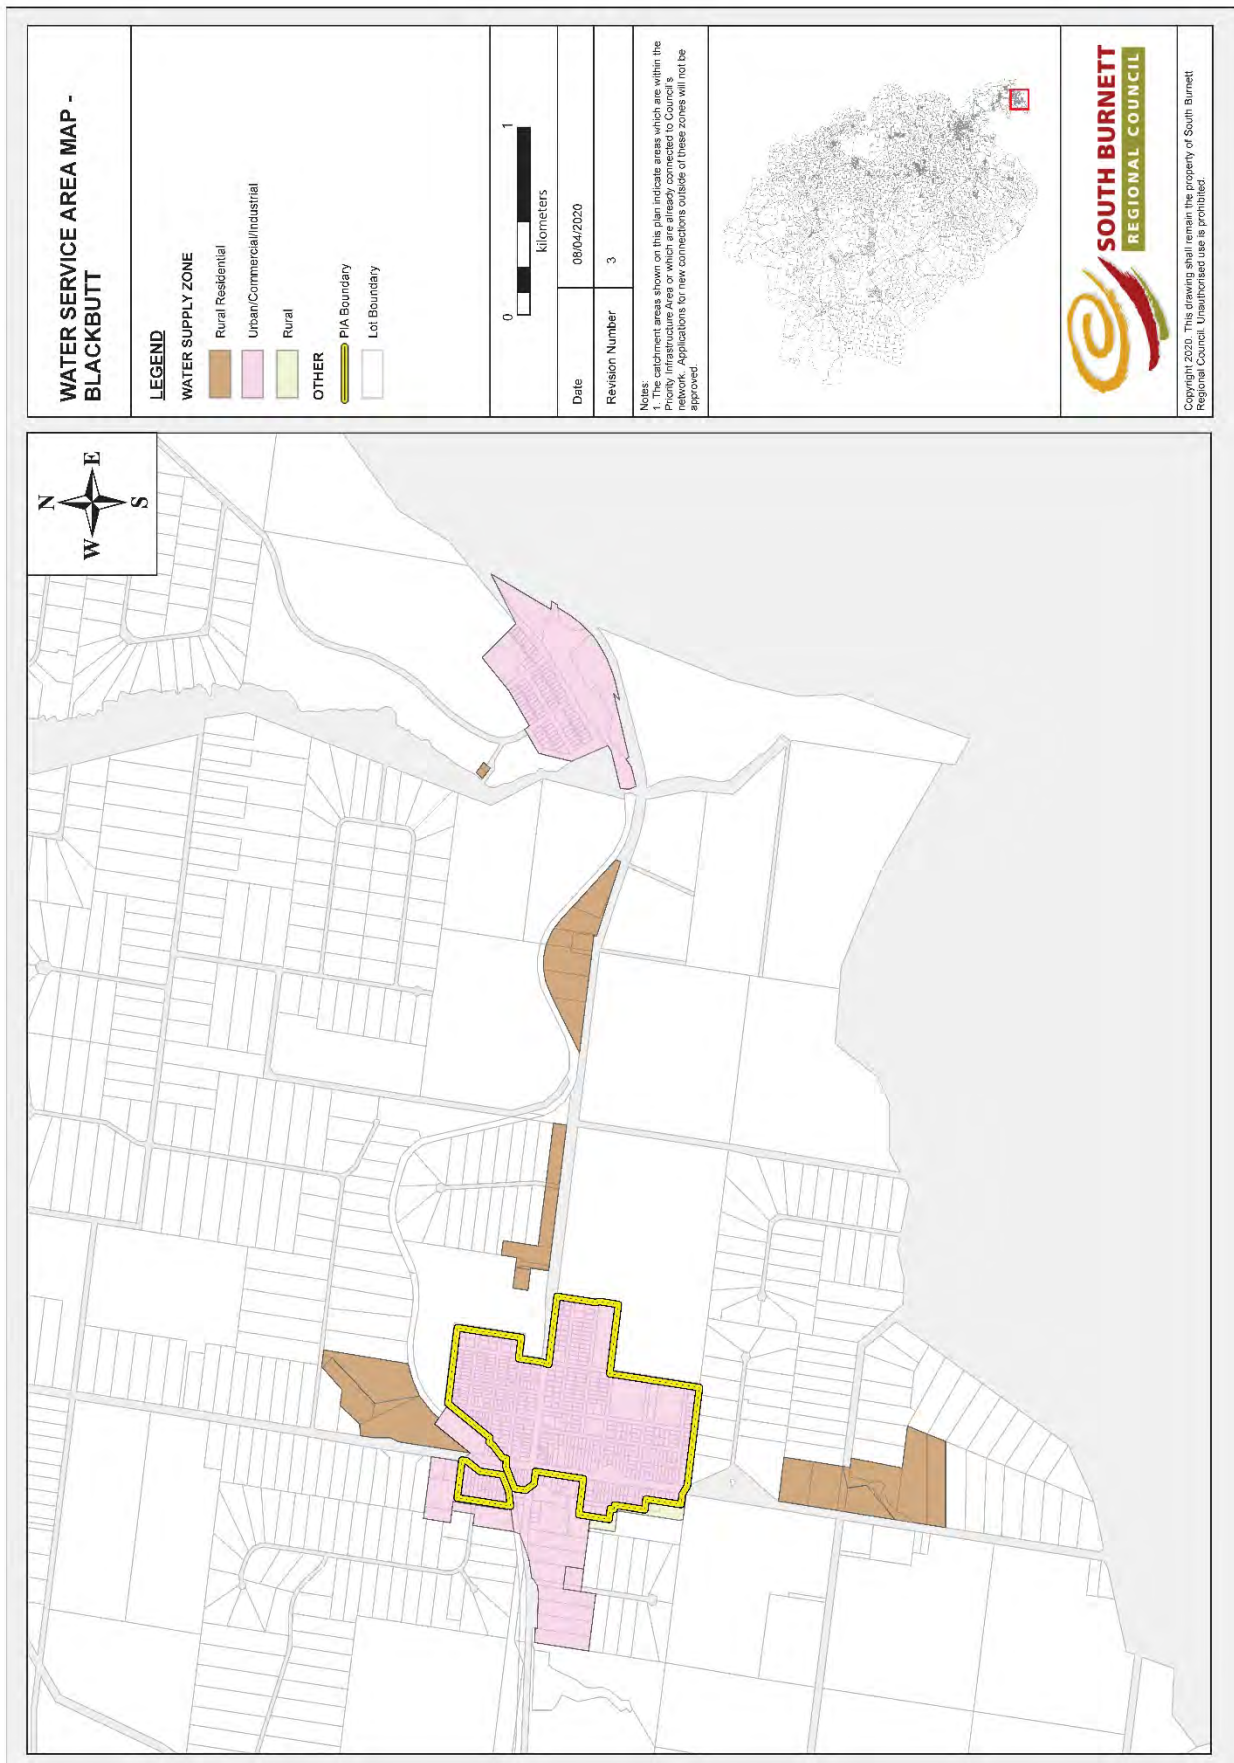 WATER SERVICE AREA MAP -
BLACKBUTT
LEGEND
WATER SUPPLY ZONE
Rural Residential
Urban/Commercial/Industrial
Rural
OTHER
PIA Boundary
Lot Boundary
0 1
kilometers
Date 08/04/2020
Revision Number 3
Notes:
1. The catchment areas shown on this plan indicate areas which are within the
Priority Infrastructure Area or which are already connected to Council's
network. Applications for new connections outside of these zones will not be
approved.
SOUTH BURNETT
REGIONAL COUNCIL
Copyright 2020. This drawing shall remain the property of South Burnett
Regional Council. Unauthorised use is prohibited.
N
W E
S